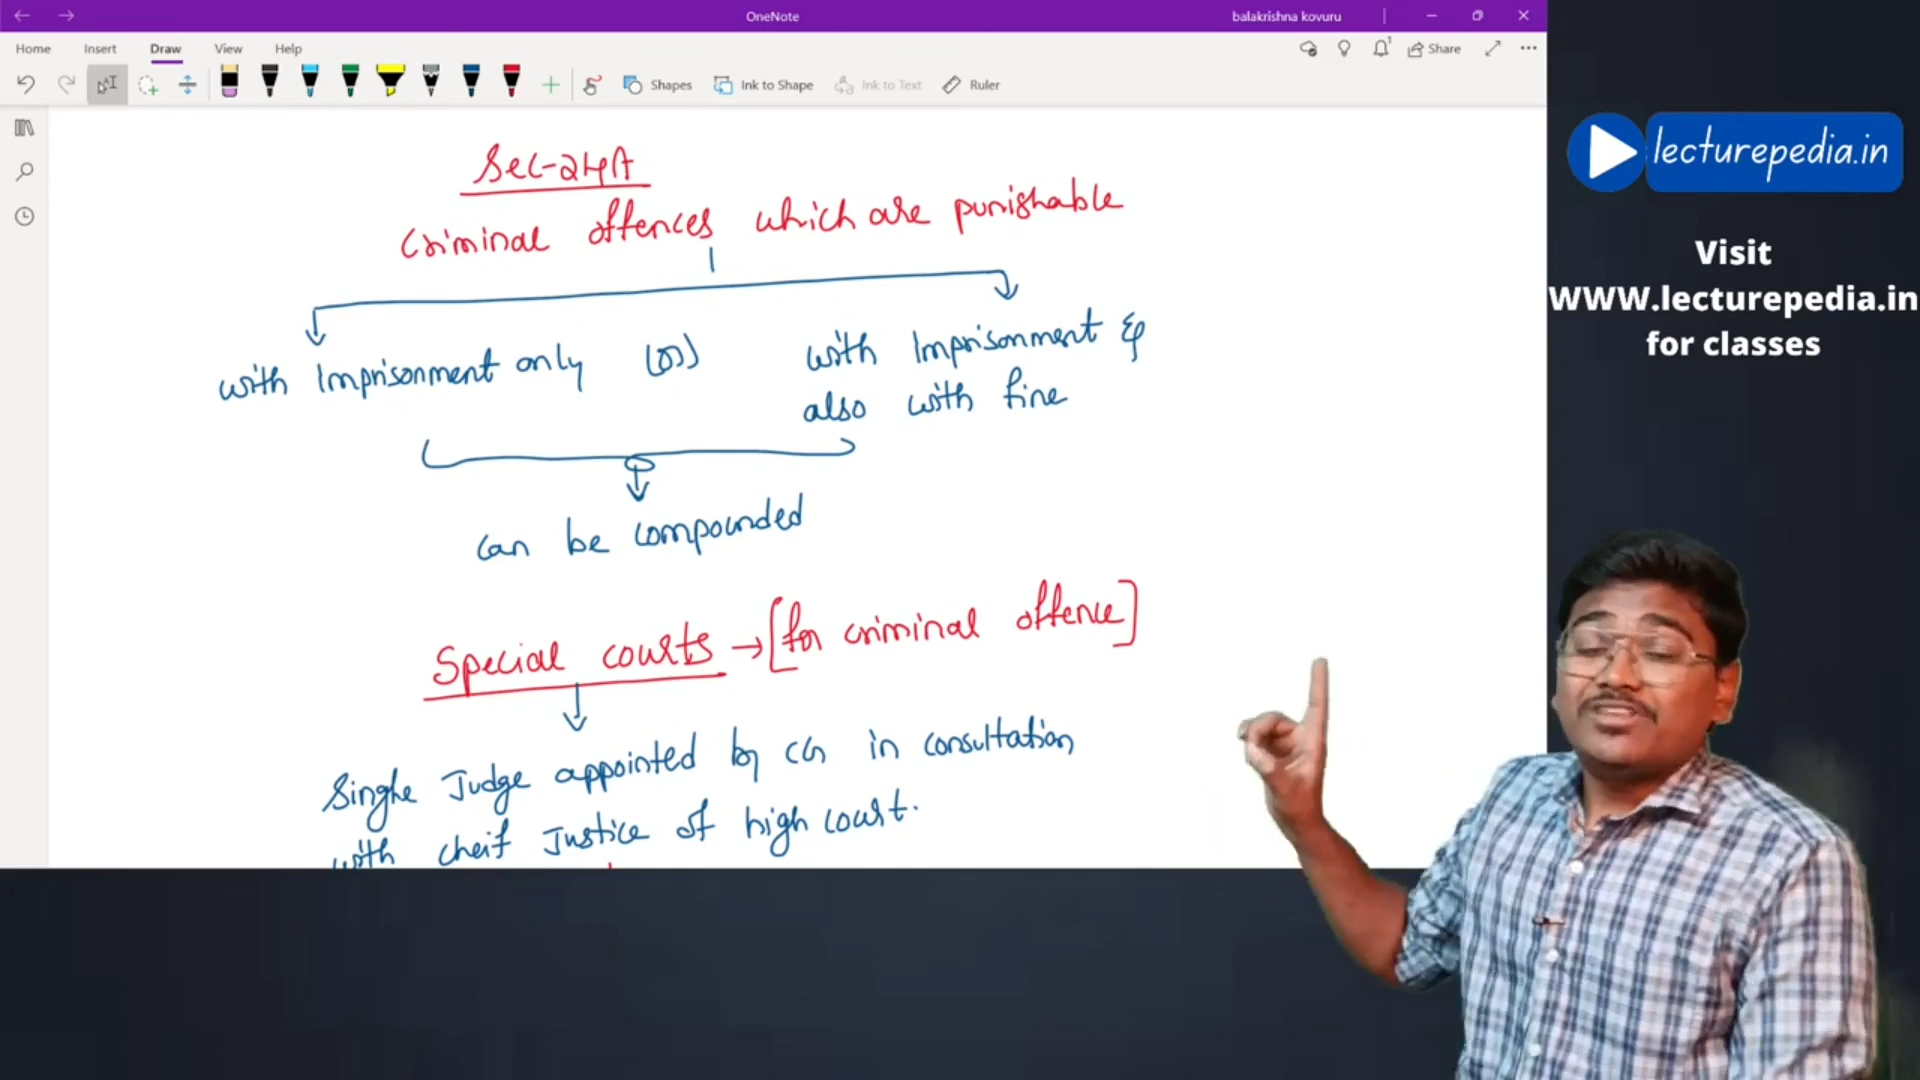 OneNote
balakrishna kovuru
Home Insert Draw View Help
1
Share
Shapes
Ink to Shape
Ink to Text
Ruler
Sec-24A
Criminal offences which are punishable
with Imprisonment only (or) with Imprisonment &
also with fine
can be compounded
Special courts → [for criminal offence]
Single Judge appointed by CG in consultation
with cheif Justice of high court.
lecturepedia.in
Visit
WWW.lecturepedia.in
for classes